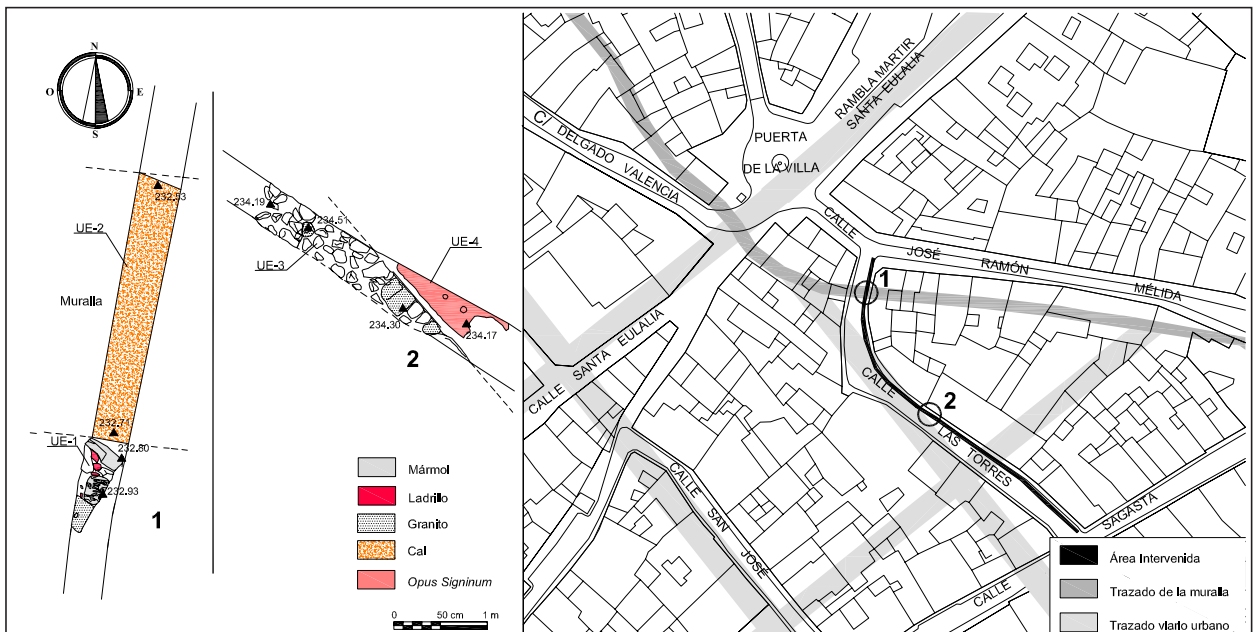 N
O
E
S
232.53
UE-2
Muralla
232.71
UE-1
232.80
232.93
1
234.19
234.51
UE-3
UE-4
234.30
234.17
2
Mármol
Ladrillo
Granito
Cal
Opus Signinum
0 50 cm 1 m
C/ DELGADO VALENCIA
PUERTA
DE LA VILLA
RAMBLA MARTIR
SANTA EULALIA
CALLE
JOSÉ RAMÓN
MÉLIDA
1
2
CALLE SANTA EULALIA
CALLE
LAS TORRES
CALLE SAN
JOSÉ
CALLE
SAGASTA
Área Intervenida
Trazado de la muralla
Trazado viario urbano